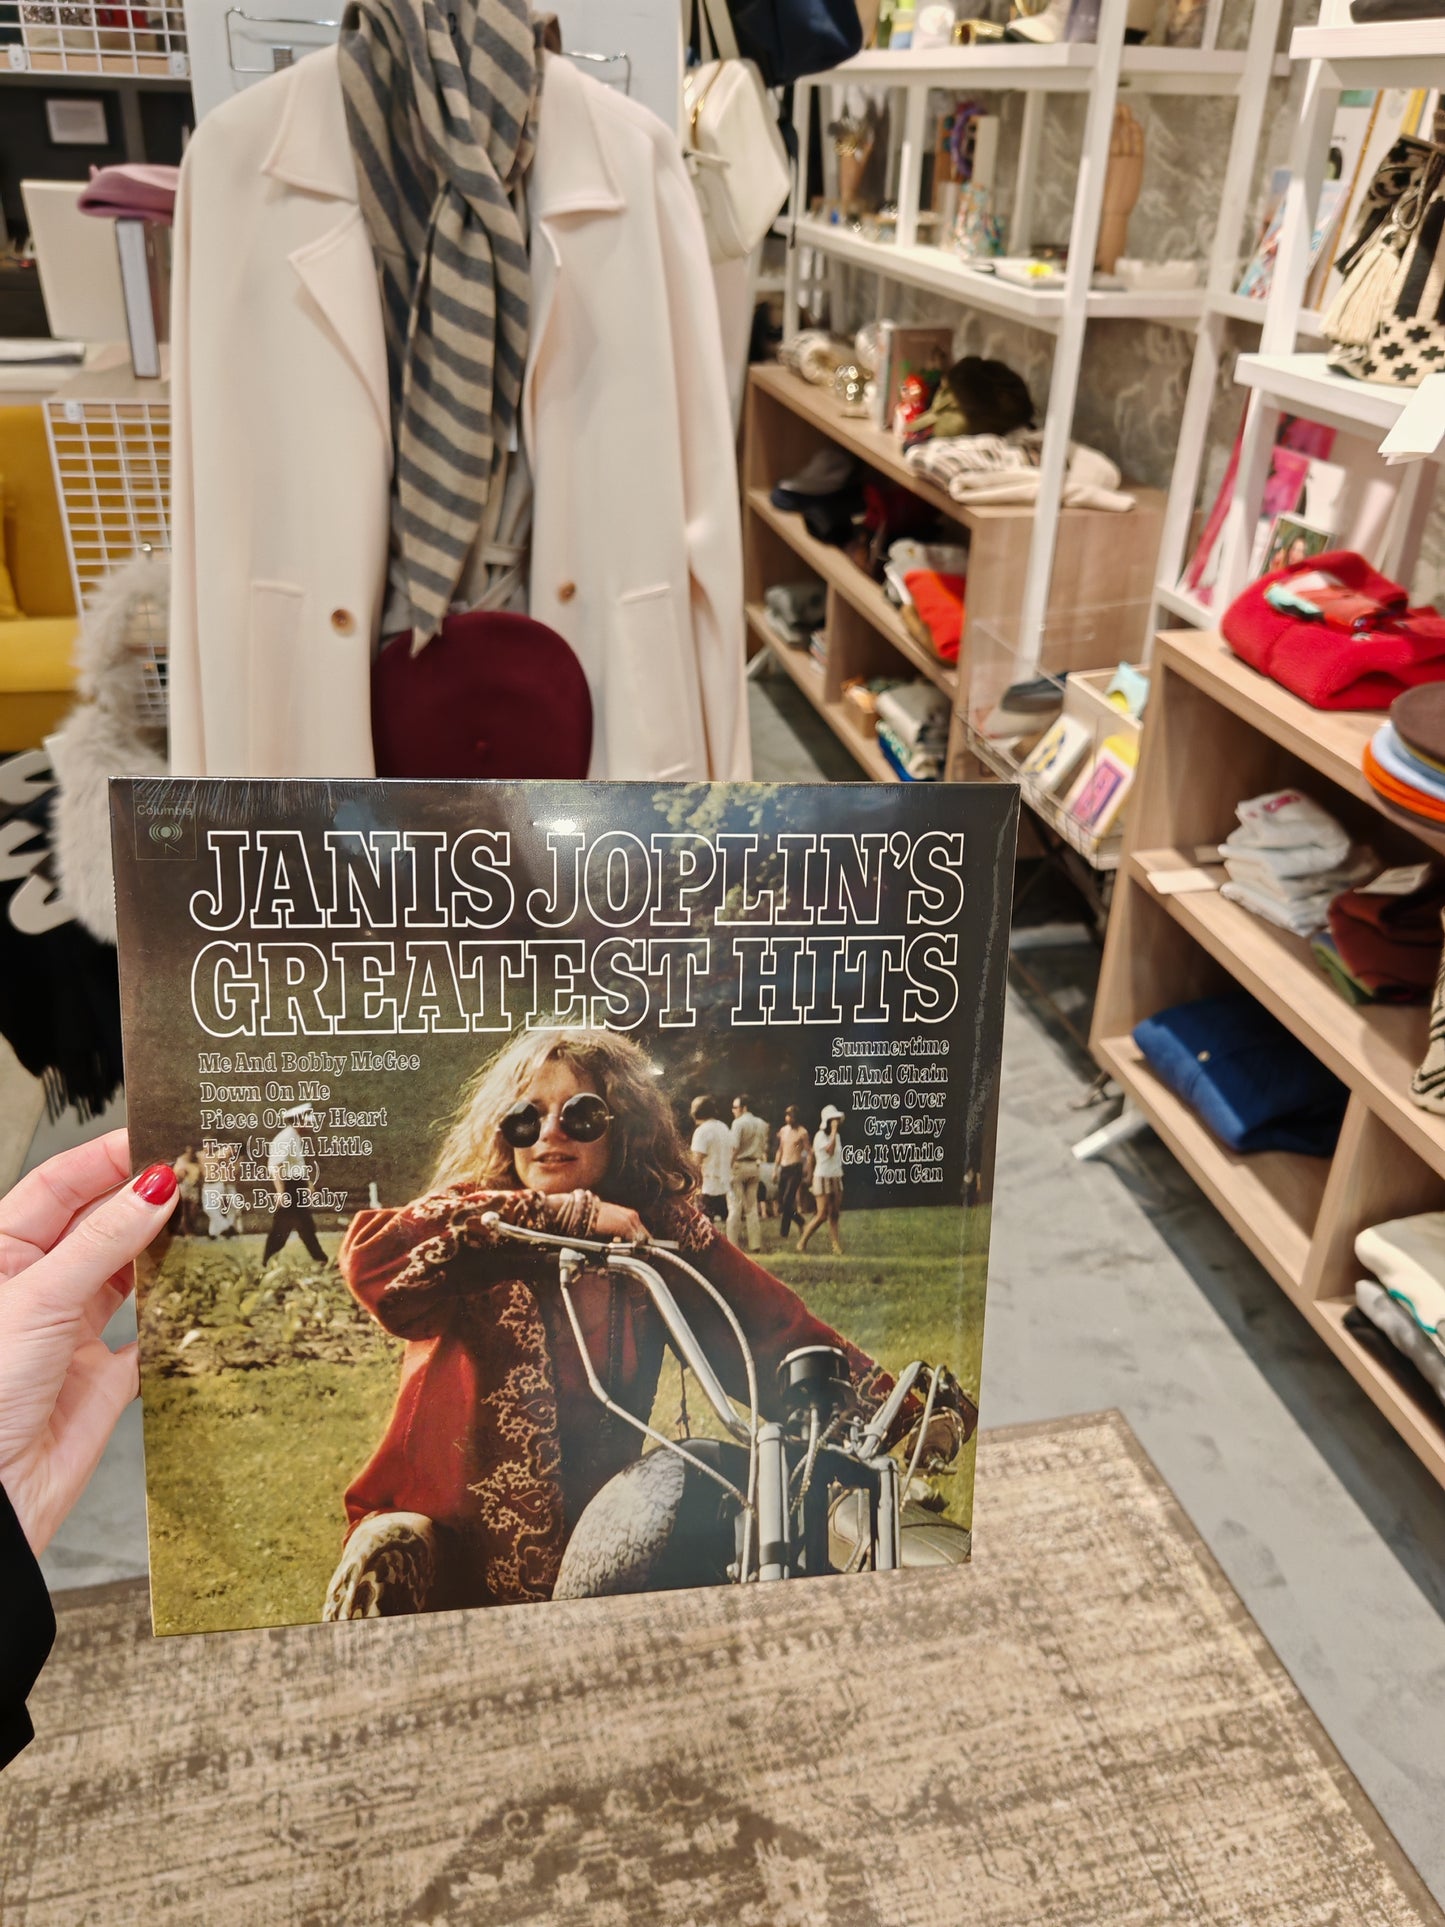 Columbia
JANIS JOPLIN'S
GREATEST HITS
Me And Bobby McGee
Down On Me
Piece Of My Heart
Try (Just A Little
Bit Harder)
Bye, Bye Baby
Summertime
Ball And Chain
Move Over
Cry Baby
Get It While
You Can